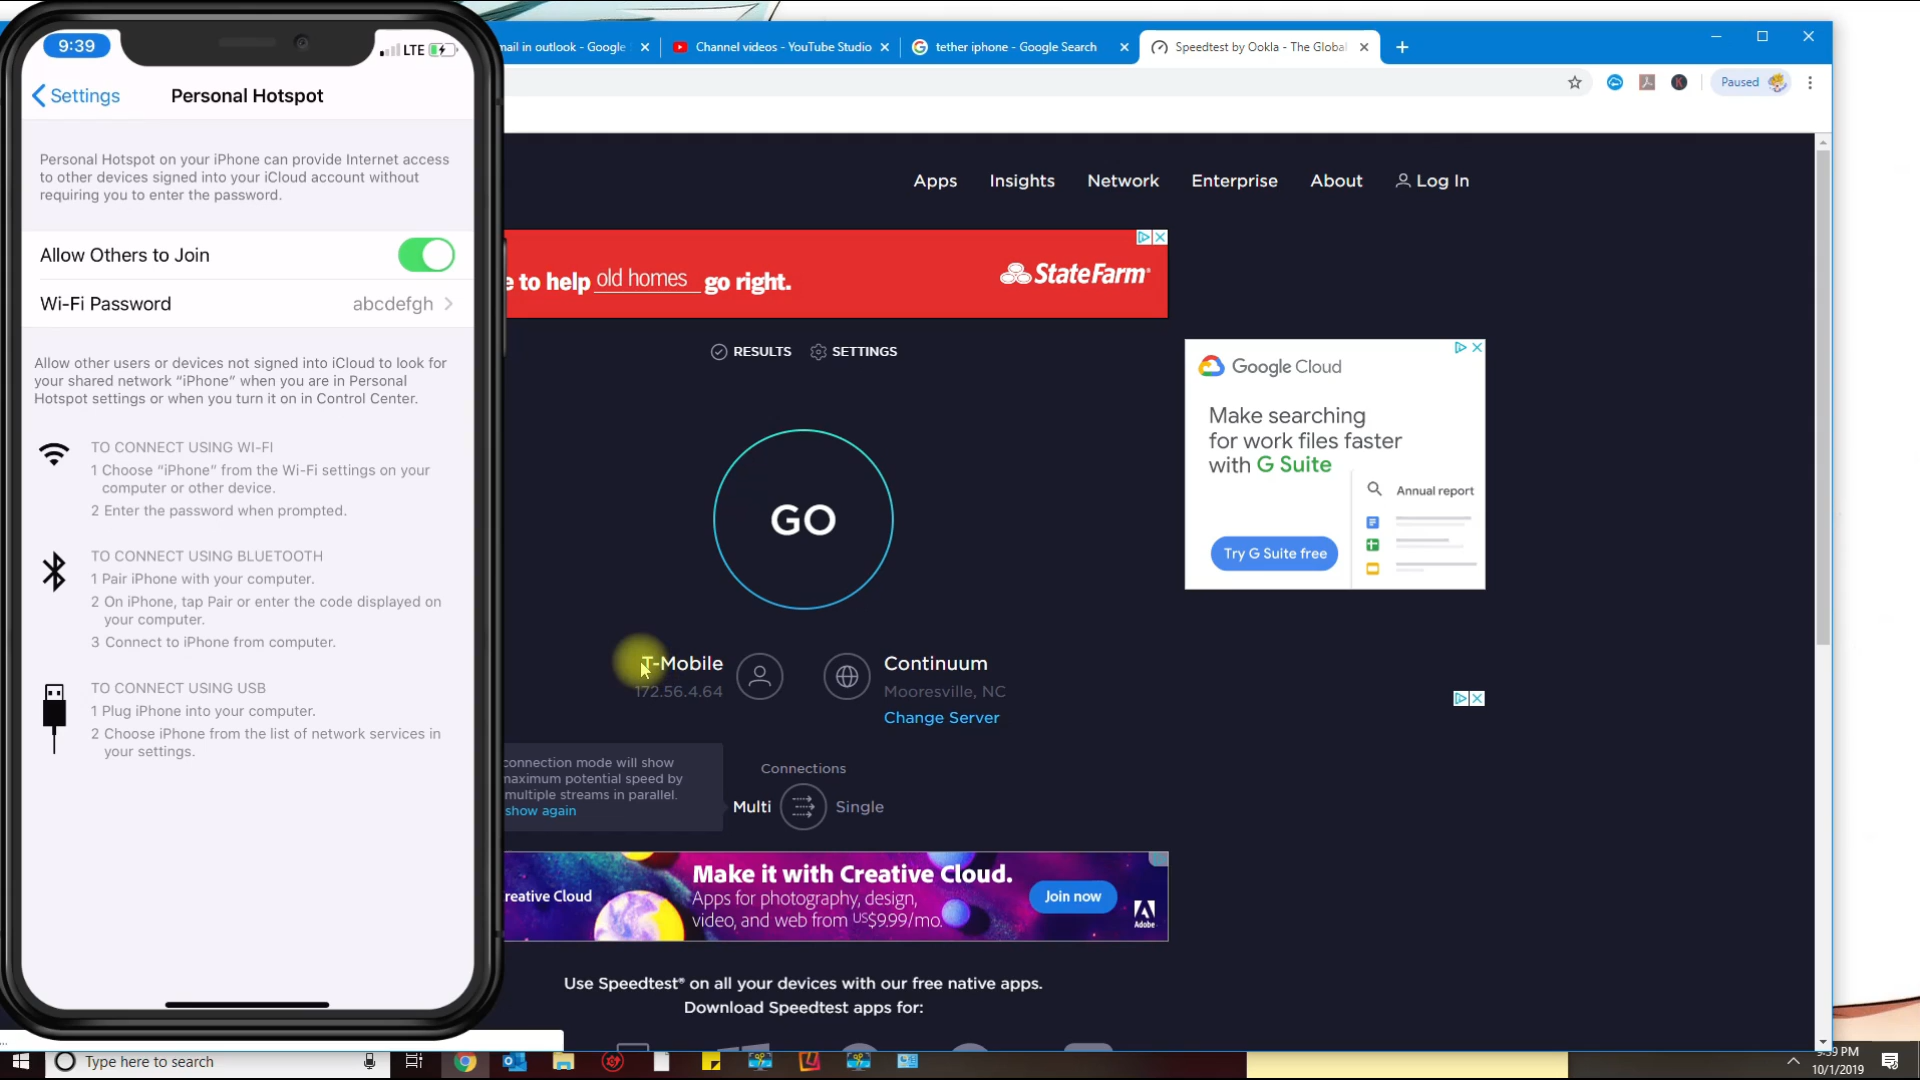 9:39
LTE
Settings
Personal Hotspot
Personal Hotspot on your iPhone can provide Internet access
to other devices signed into your iCloud account without
requiring you to enter the password.
Allow Others to Join
Wi-Fi Password
abcdefgh
Allow other users or devices not signed into iCloud to look for
your shared network “iPhone” when you are in Personal
Hotspot settings or when you turn it on in Control Center.
TO CONNECT USING WI-FI
1 Choose “iPhone” from the Wi-Fi settings on your
computer or other device.
2 Enter the password when prompted.
TO CONNECT USING BLUETOOTH
1 Pair iPhone with your computer.
2 On iPhone, tap Pair or enter the code displayed on
your computer.
3 Connect to iPhone from computer.
TO CONNECT USING USB
1 Plug iPhone into your computer.
2 Choose iPhone from the list of network services in
your settings.
mail in outlook - Google
Channel videos - YouTube Studio
tether iphone - Google Search
Speedtest by Ookla - The Global
Paused
Apps
Insights
Network
Enterprise
About
Log In
e to help old homes go right.
StateFarm®
RESULTS
SETTINGS
GO
T-Mobile
172.56.4.64
Continuum
Mooresville, NC
Change Server
connection mode will show
maximum potential speed by
multiple streams in parallel.
show again
Connections
Multi
Single
Google Cloud
Make searching
for work files faster
with G Suite
Annual report
Try G Suite free
reative Cloud
Make it with Creative Cloud.
Apps for photography, design,
video, and web from US$9.99/mo.
Join now
Adobe
Use Speedtest® on all your devices with our free native apps.
Download Speedtest apps for:
Type here to search
9:39 PM
10/1/2019